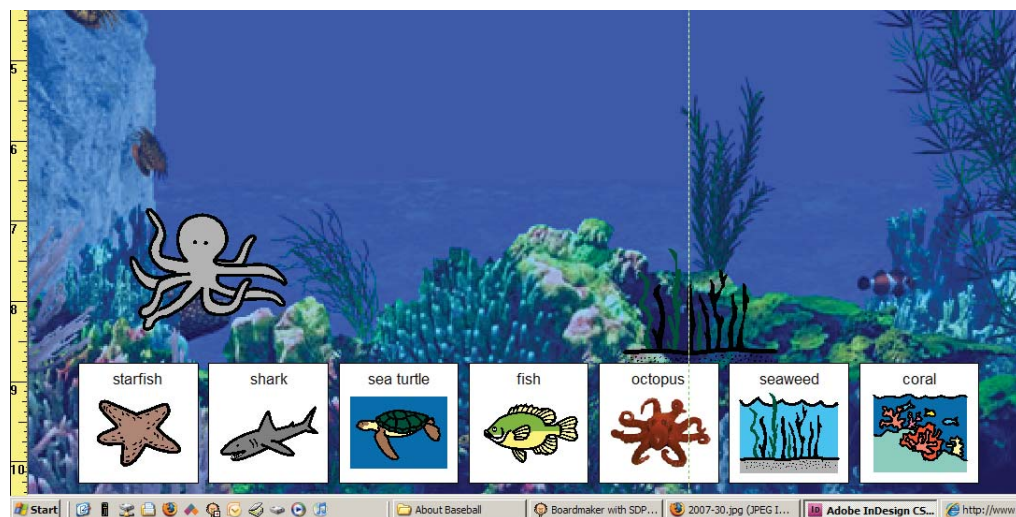 5
6
7
8
9
10
starfish
shark
sea turtle
fish
octopus
seaweed
coral
Start
About Baseball
Boardmaker with SDP...
2007-30.jpg (JPEG I...
Adobe InDesign CS...
http://www